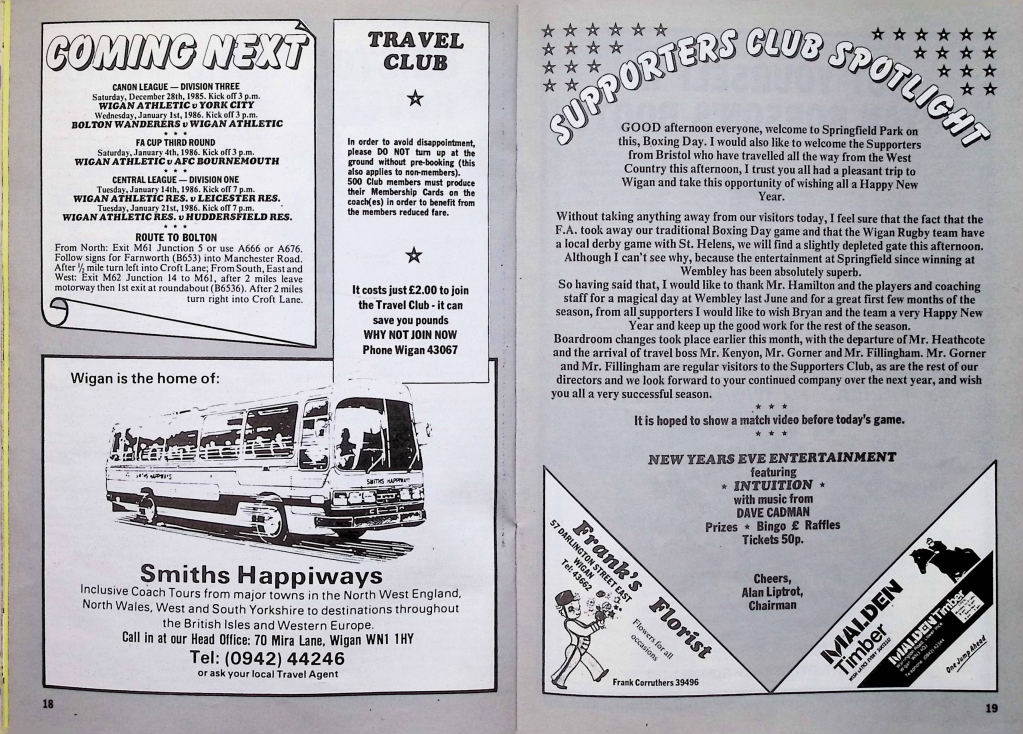 COMING NEXT
CANON LEAGUE — DIVISION THREE
Saturday, December 28th, 1985. Kick off 3 p.m.
WIGAN ATHLETIC v YORK CITY
Wednesday, January 1st, 1986. Kick off 3 p.m.
BOLTON WANDERERS v WIGAN ATHLETIC
* * *
FA CUP THIRD ROUND
Saturday, January 4th, 1986. Kick off 3 p.m.
WIGAN ATHLETIC v AFC BOURNEMOUTH
* * *
CENTRAL LEAGUE — DIVISION ONE
Tuesday, January 14th, 1986. Kick off 7 p.m.
WIGAN ATHLETIC RES. v LEICESTER RES.
Tuesday, January 21st, 1986. Kick off 7 p.m.
WIGAN ATHLETIC RES. v HUDDERSFIELD RES.
* * *
ROUTE TO BOLTON
From North: Exit M61 Junction 5 or use A666 or A676.
Follow signs for Farnworth (B653) into Manchester Road.
After ½ mile turn left into Croft Lane; From South, East and
West: Exit M62 Junction 14 to M61, after 2 miles leave
motorway then 1st exit at roundabout (B6536). After 2 miles
turn right into Croft Lane.
TRAVEL
CLUB
In order to avoid disappointment,
please DO NOT turn up at the
ground without pre-booking (this
also applies to non-members).
500 Club members must produce
their Membership Cards on the
coach(es) in order to benefit from
the members reduced fare.
It costs just £2.00 to join
the Travel Club - it can
save you pounds
WHY NOT JOIN NOW
Phone Wigan 43067
Wigan is the home of:
SMITHS HAPPIWAYS
SMITHS HAPPIWAYS
Smiths Happiways
Inclusive Coach Tours from major towns in the North West England,
North Wales, West and South Yorkshire to destinations throughout
the British Isles and Western Europe.
Call in at our Head Office: 70 Mira Lane, Wigan WN1 1HY
Tel: (0942) 44246
or ask your local Travel Agent
18
SUPPORTERS CLUB SPOTLIGHT
GOOD afternoon everyone, welcome to Springfield Park on
this, Boxing Day. I would also like to welcome the Supporters
from Bristol who have travelled all the way from the West
Country this afternoon, I trust you all had a pleasant trip to
Wigan and take this opportunity of wishing all a Happy New
Year.
Without taking anything away from our visitors today, I feel sure that the fact that the
F.A. took away our traditional Boxing Day game and that the Wigan Rugby team have
a local derby game with St. Helens, we will find a slightly depleted gate this afternoon.
Although I can't see why, because the entertainment at Springfield since winning at
Wembley has been absolutely superb.
So having said that, I would like to thank Mr. Hamilton and the players and coaching
staff for a magical day at Wembley last June and for a great first few months of the
season, from all supporters I would like to wish Bryan and the team a very Happy New
Year and keep up the good work for the rest of the season.
Boardroom changes took place earlier this month, with the departure of Mr. Heathcote
and the arrival of travel boss Mr. Kenyon, Mr. Gorner and Mr. Fillingham. Mr. Gorner
and Mr. Fillingham are regular visitors to the Supporters Club, as are the rest of our
directors and we look forward to your continued company over the next year, and wish
you all a very successful season.
* * *
It is hoped to show a match video before today's game.
* * *
NEW YEARS EVE ENTERTAINMENT
featuring
* INTUITION *
with music from
DAVE CADMAN
Prizes * Bingo £ Raffles
Tickets 50p.
Cheers,
Alan Liptrot,
Chairman
Frank's Florist
57 DARLINGTON STREET EAST
WIGAN
Tel: 43662
Flowers for all
occasions
Frank Corruthers 39496
MALDEN
Timber
MALDEN Timber
One Jump Ahead
19